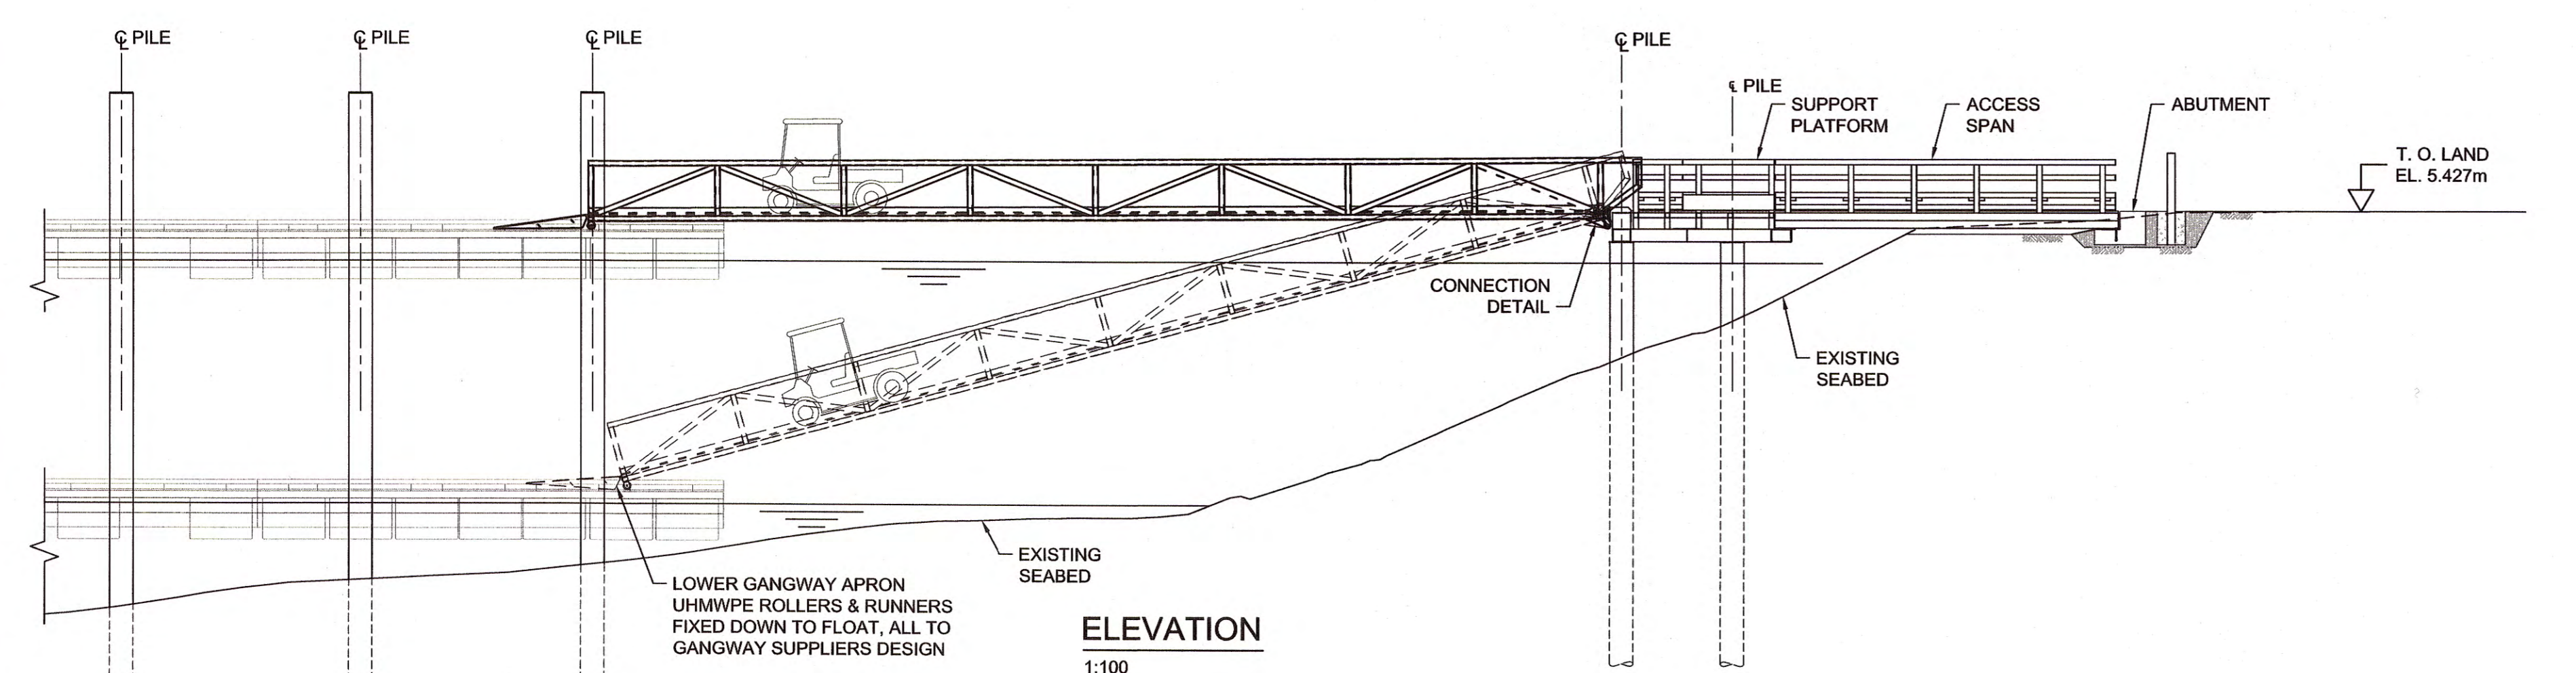 ℄ PILE
℄ PILE
℄ PILE
℄ PILE
℄ PILE
SUPPORT
PLATFORM
ACCESS
SPAN
ABUTMENT
T. O. LAND
EL. 5.427m
CONNECTION
DETAIL
EXISTING
SEABED
EXISTING
SEABED
LOWER GANGWAY APRON
UHMWPE ROLLERS & RUNNERS
FIXED DOWN TO FLOAT, ALL TO
GANGWAY SUPPLIERS DESIGN
ELEVATION
1:100